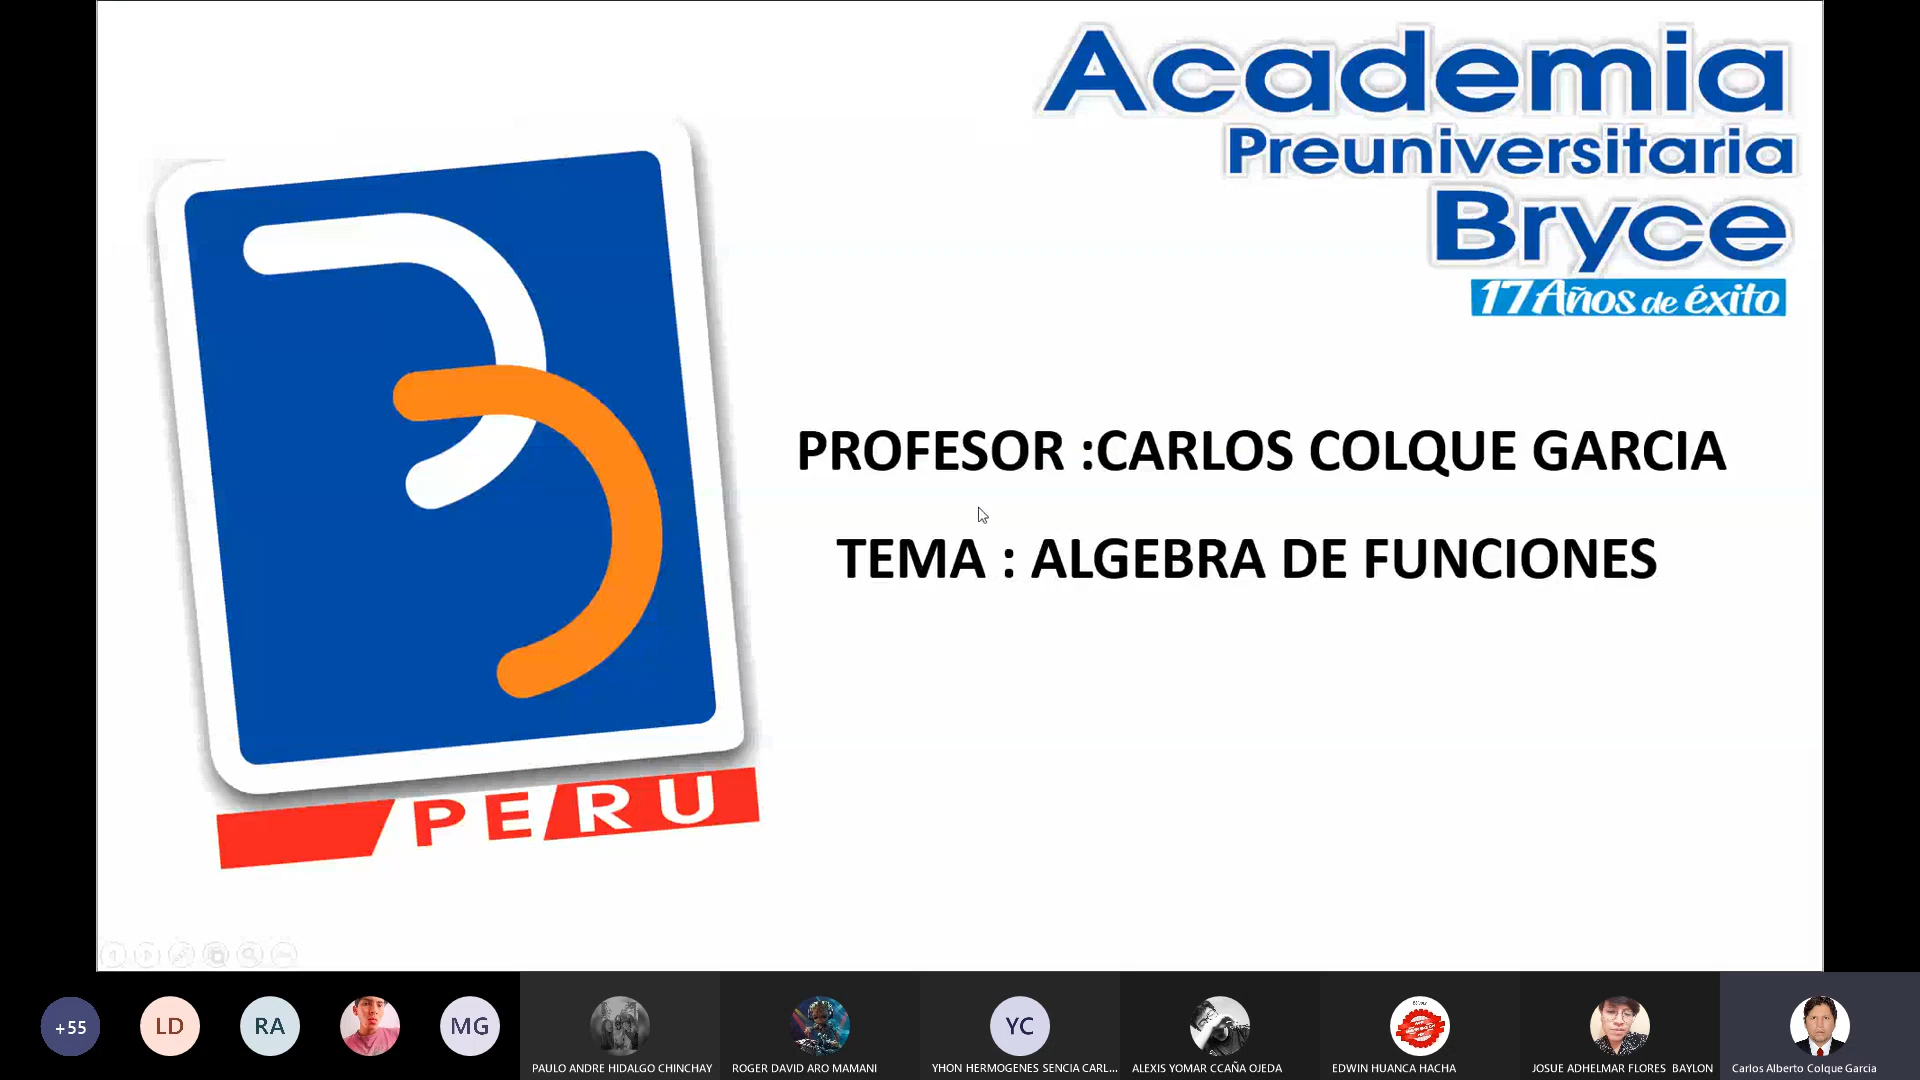 Academia
Preuniversitaria
Bryce
17 Años de éxito
PROFESOR :CARLOS COLQUE GARCIA
TEMA : ALGEBRA DE FUNCIONES
PERU
+55
LD
RA
MG
YC
PAULO ANDRE HIDALGO CHINCHAY
ROGER DAVID ARO MAMANI
YHON HERMOGENES SENCIA CARL...
ALEXIS YOMAR CCAÑA OJEDA
EDWIN HUANCA HACHA
JOSUE ADHELMAR FLORES BAYLON
Carlos Alberto Colque Garcia